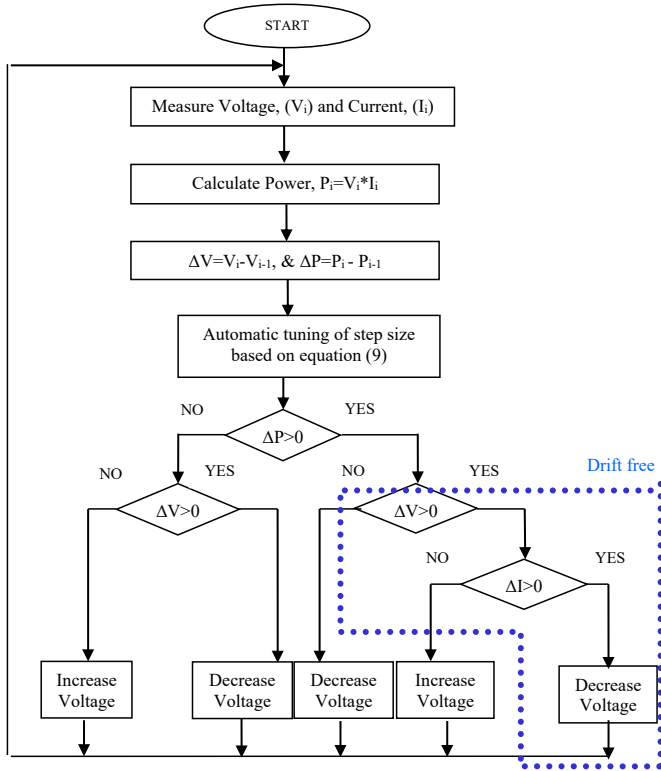 START
Measure Voltage, (Vᵢ) and Current, (Iᵢ)
Calculate Power, Pᵢ=Vᵢ*Iᵢ
ΔV=Vᵢ-Vᵢ₋₁, & ΔP=Pᵢ - Pᵢ₋₁
Automatic tuning of step size
based on equation (9)
NO
YES
ΔP>0
NO
YES
NO
YES
Drift free
ΔV>0
ΔV>0
NO
YES
ΔI>0
Increase
Voltage
Decrease
Voltage
Decrease
Voltage
Increase
Voltage
Decrease
Voltage